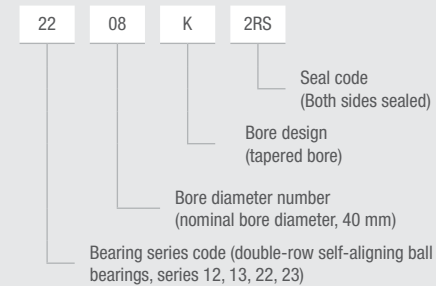 22 08 K 2RS
Seal code
(Both sides sealed)
Bore design
(tapered bore)
Bore diameter number
(nominal bore diameter, 40 mm)
Bearing series code (double-row self-aligning ball
bearings, series 12, 13, 22, 23)